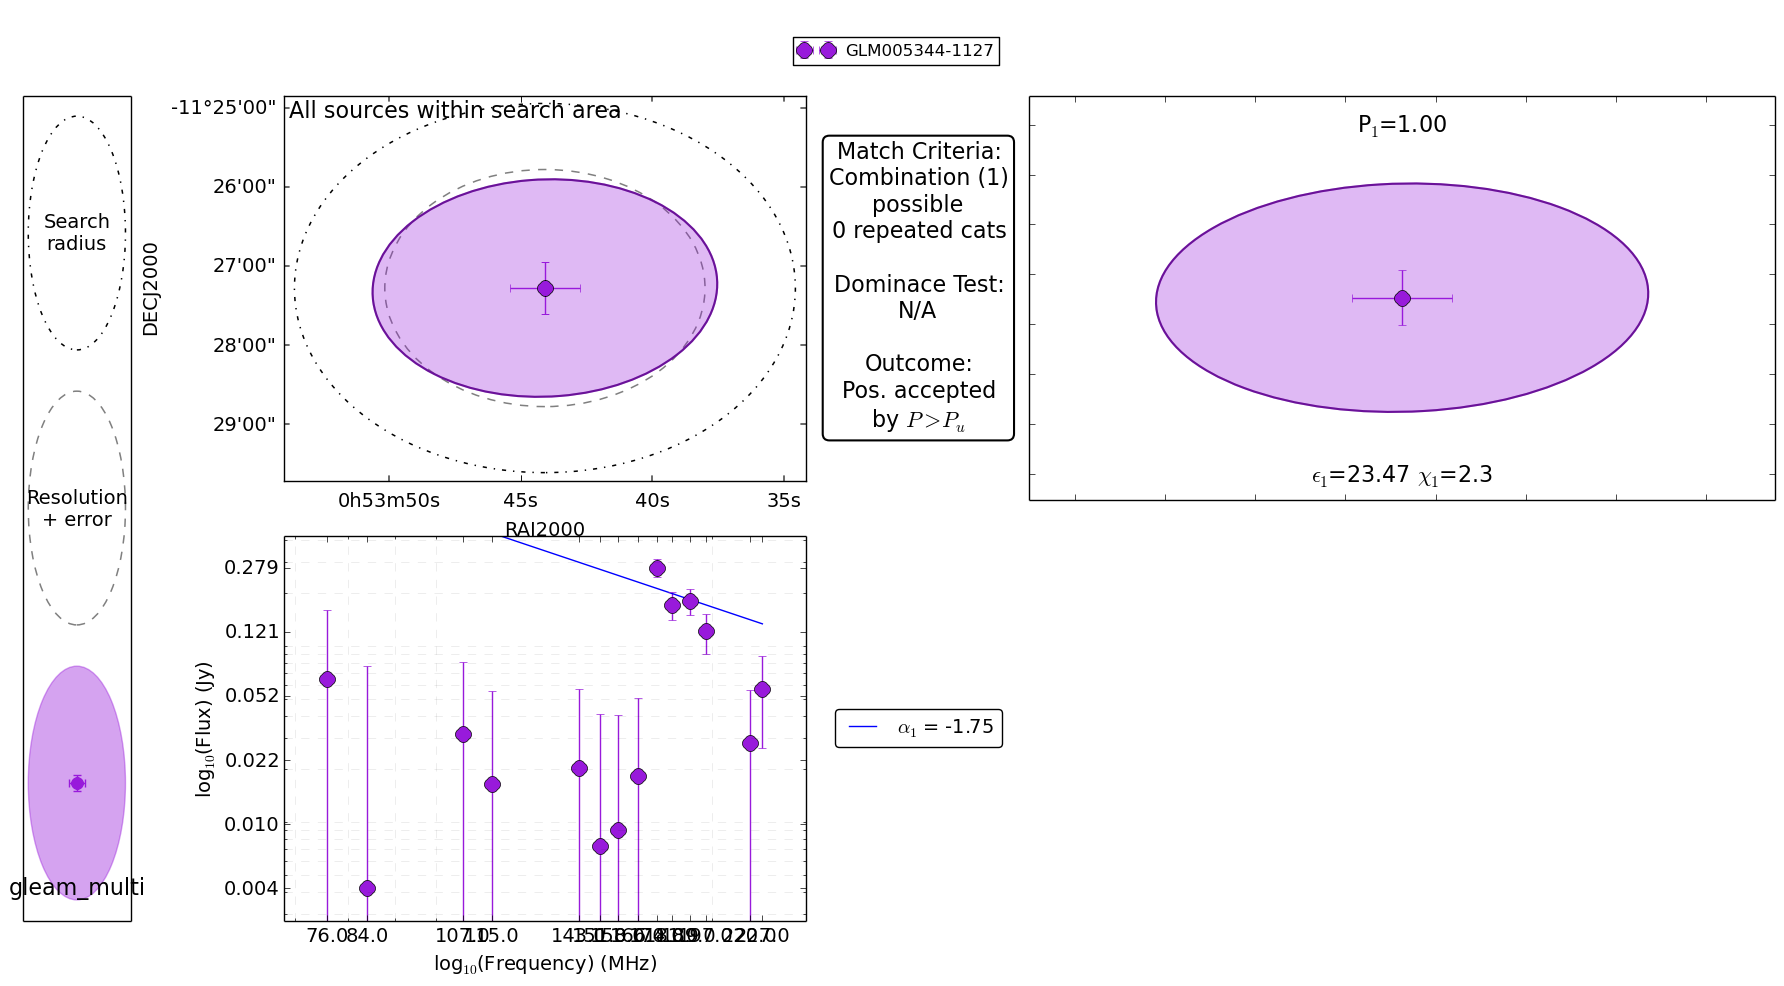 GLM005344-1127
Search
radius
Resolution
+ error
gleam_multi
All sources within search area
DECJ2000
-11°25'00"
26'00"
27'00"
28'00"
29'00"
0h53m50s 45s 40s 35s
RAJ2000
Match Criteria:
Combination (1)
possible
0 repeated cats
Dominace Test:
N/A
Outcome:
Pos. accepted
by P>Pu
P1=1.00
ϵ1=23.47 χ1=2.3
log10(Flux) (Jy)
0.279
0.121
0.052
0.022
0.010
0.004
76.0 84.0 107.0 115.0
log10(Frequency) (MHz)
α1 = -1.75